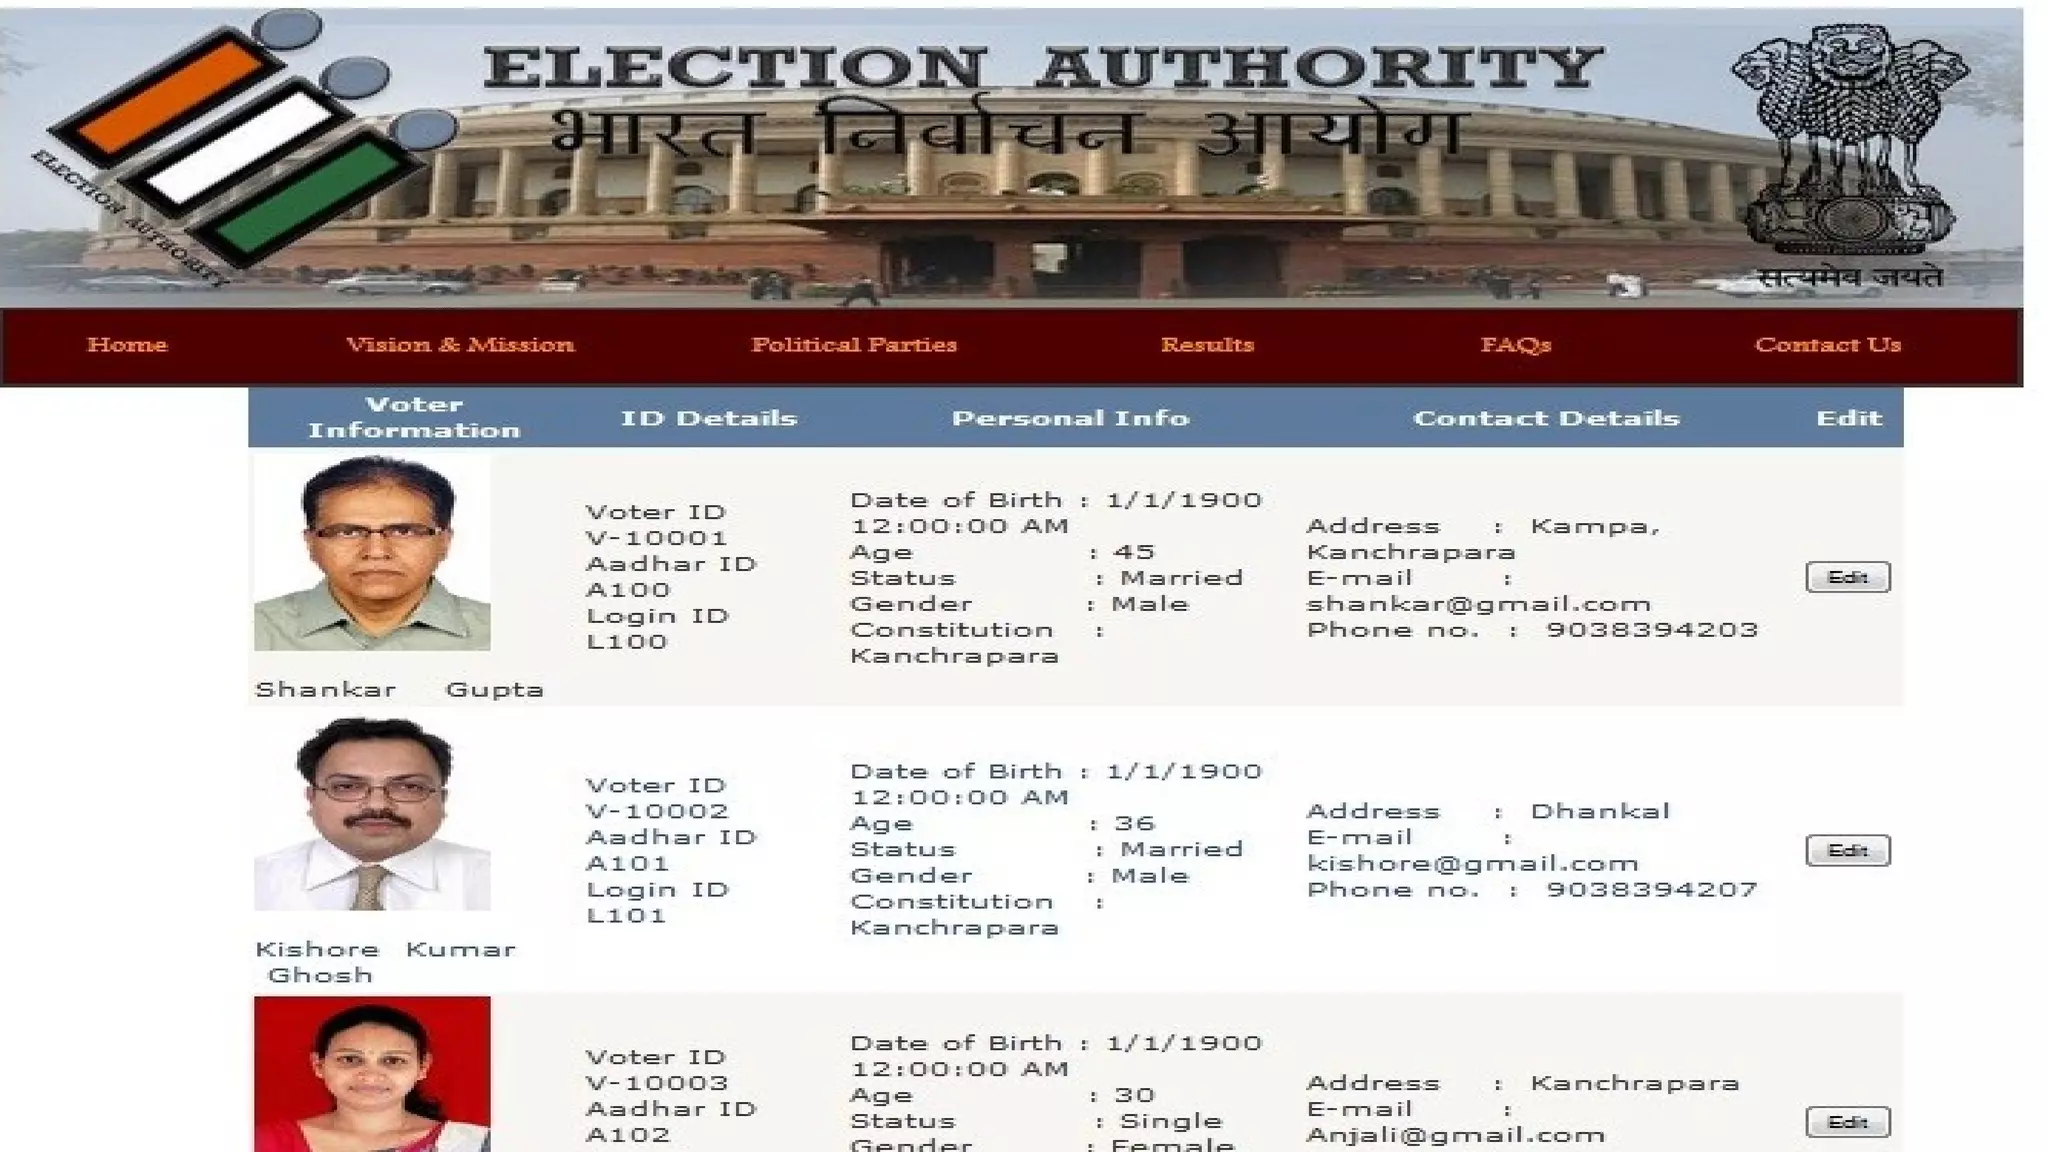 ELECTION AUTHORITY
भारत निर्वाचन आयोग
ELECTION AUTHORITY
सत्यमेव जयते
Home Vision & Mission Political Parties Results FAQs Contact Us
Voter Information ID Details Personal Info Contact Details Edit
Shankar Gupta
Voter ID
V-10001
Aadhar ID
A100
Login ID
L100
Date of Birth : 1/1/1900
12:00:00 AM
Age : 45
Status : Married
Gender : Male
Constitution :
Kanchrapara
Address : Kampa,
Kanchrapara
E-mail :
shankar@gmail.com
Phone no. : 9038394203
Edit
Kishore Kumar
Ghosh
Voter ID
V-10002
Aadhar ID
A101
Login ID
L101
Date of Birth : 1/1/1900
12:00:00 AM
Age : 36
Status : Married
Gender : Male
Constitution :
Kanchrapara
Address : Dhankal
E-mail :
kishore@gmail.com
Phone no. : 9038394207
Edit
Voter ID
V-10003
Aadhar ID
A102
Date of Birth : 1/1/1900
12:00:00 AM
Age : 30
Status : Single
Gender : Female
Address : Kanchrapara
E-mail :
Anjali@gmail.com
Edit